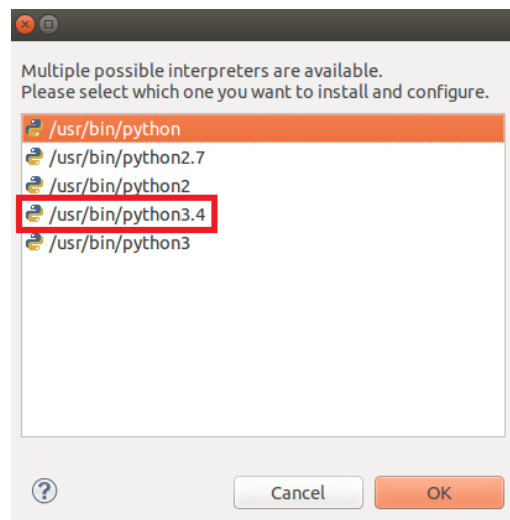 Multiple possible interpreters are available.
Please select which one you want to install and configure.
/usr/bin/python
/usr/bin/python2.7
/usr/bin/python2
/usr/bin/python3.4
/usr/bin/python3
?
Cancel
OK